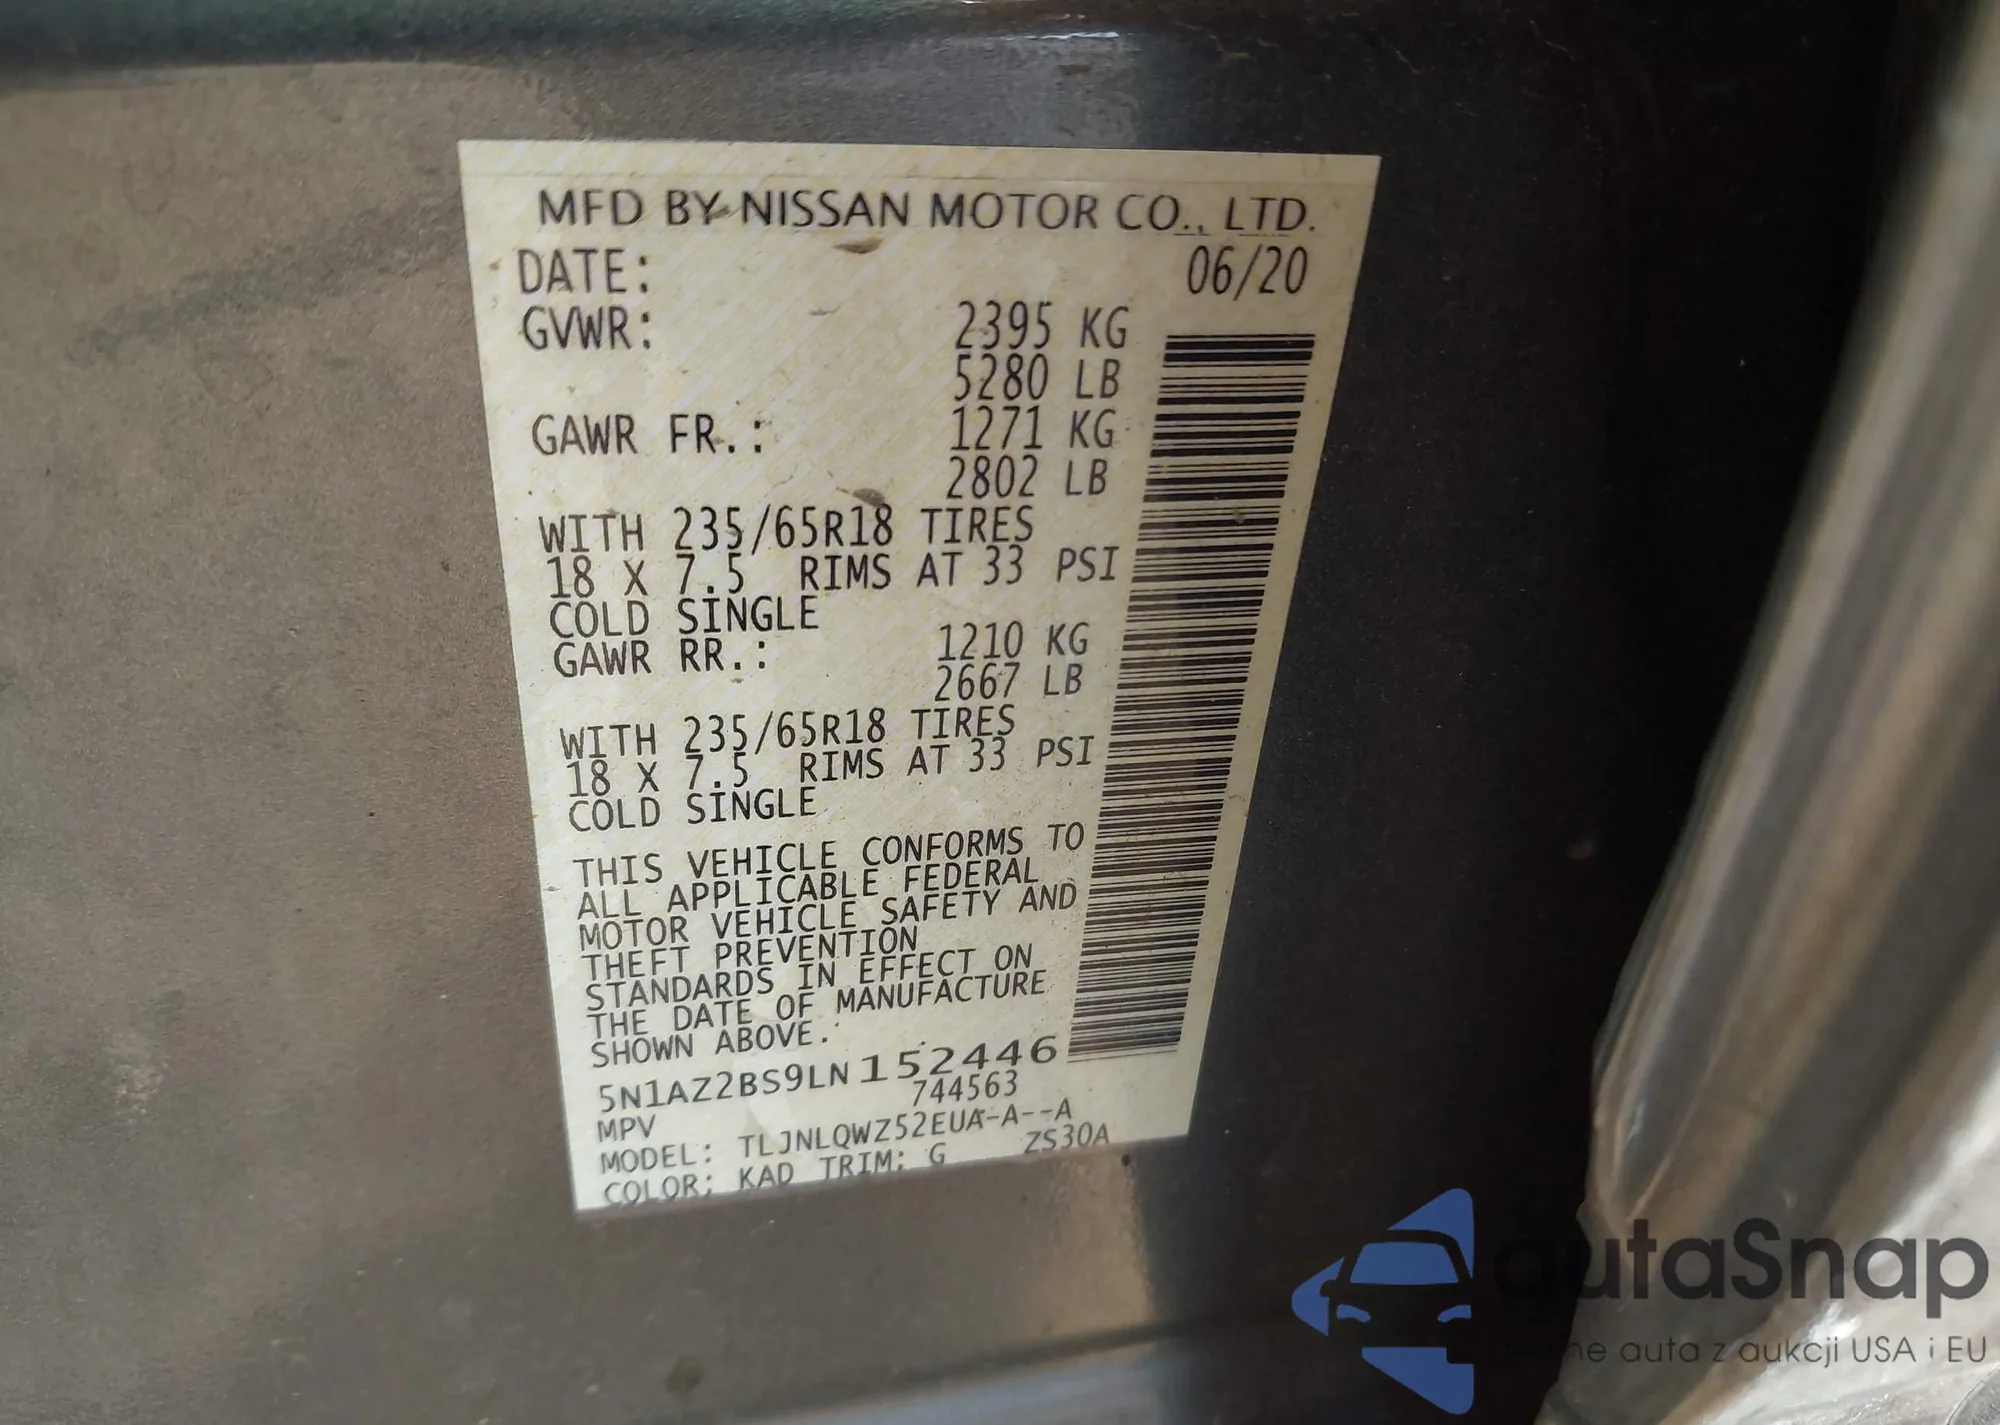 MFD BY NISSAN MOTOR CO., LTD.
DATE: 06/20
GVWR: 2395 KG
5280 LB
GAWR FR.: 1271 KG
2802 LB
WITH 235/65R18 TIRES
18 X 7.5 RIMS AT 33 PSI
COLD SINGLE
GAWR RR.: 1210 KG
2667 LB
WITH 235/65R18 TIRES
18 X 7.5 RIMS AT 33 PSI
COLD SINGLE
THIS VEHICLE CONFORMS TO
ALL APPLICABLE FEDERAL
MOTOR VEHICLE SAFETY AND
THEFT PREVENTION
STANDARDS IN EFFECT ON
THE DATE OF MANUFACTURE
SHOWN ABOVE.
5N1AZ2BS9LN152446
MPV 744563
MODEL: TLJNLQWZ52EUA-A--A
COLOR: KAD TRIM: G ZS30A
autaSnap
auta z aukcji USA i EU